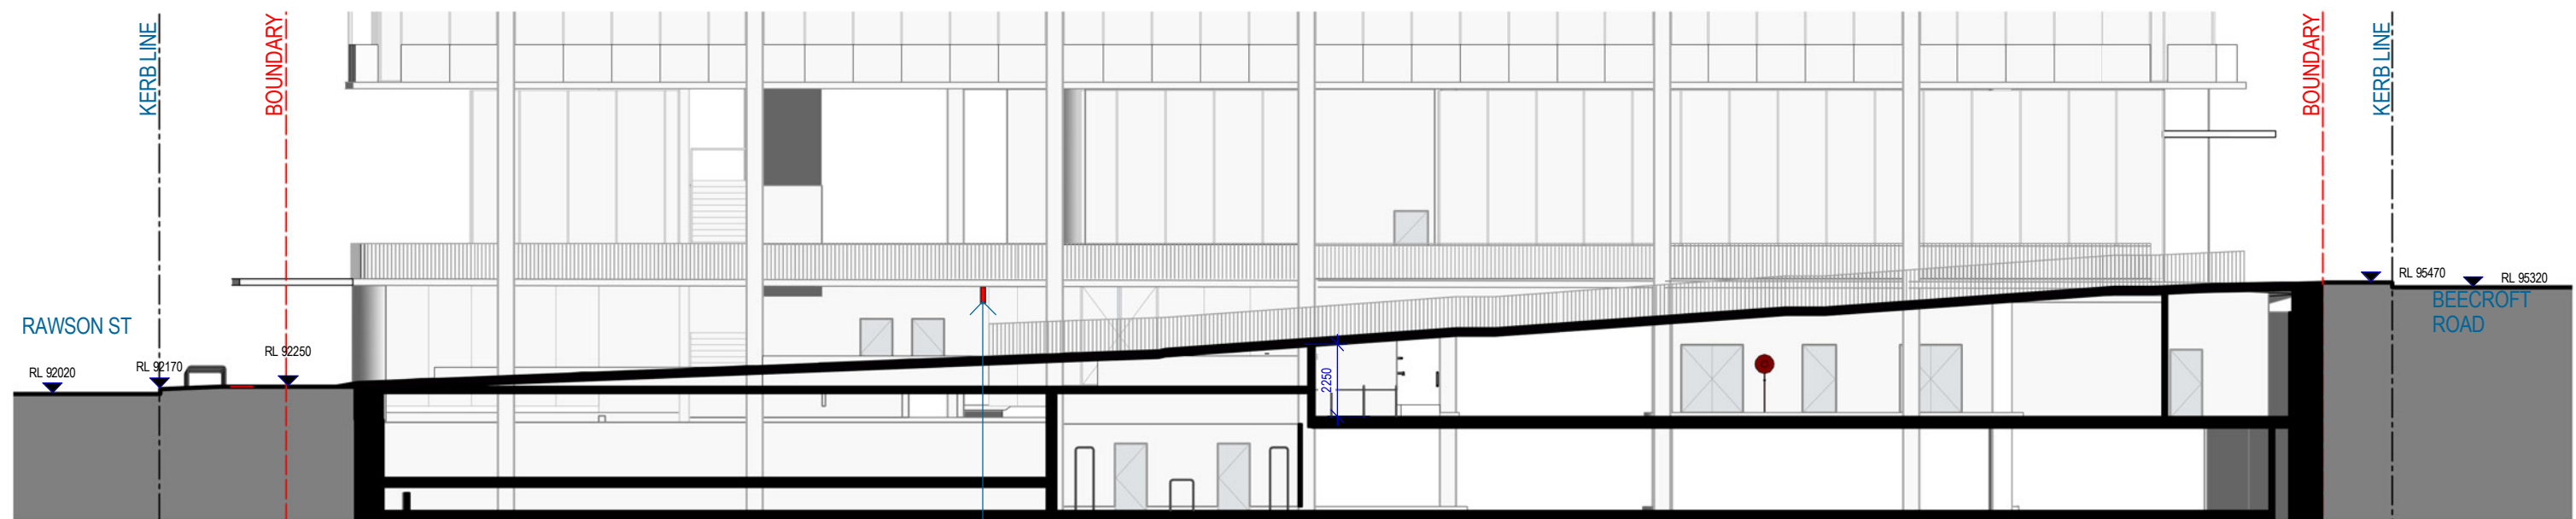 KERB LINE
BOUNDARY
BOUNDARY
KERB LINE
RAWSON ST
RL 92020
RL 92170
RL 92250
2250
RL 95470
RL 95320
BEECROFT
ROAD